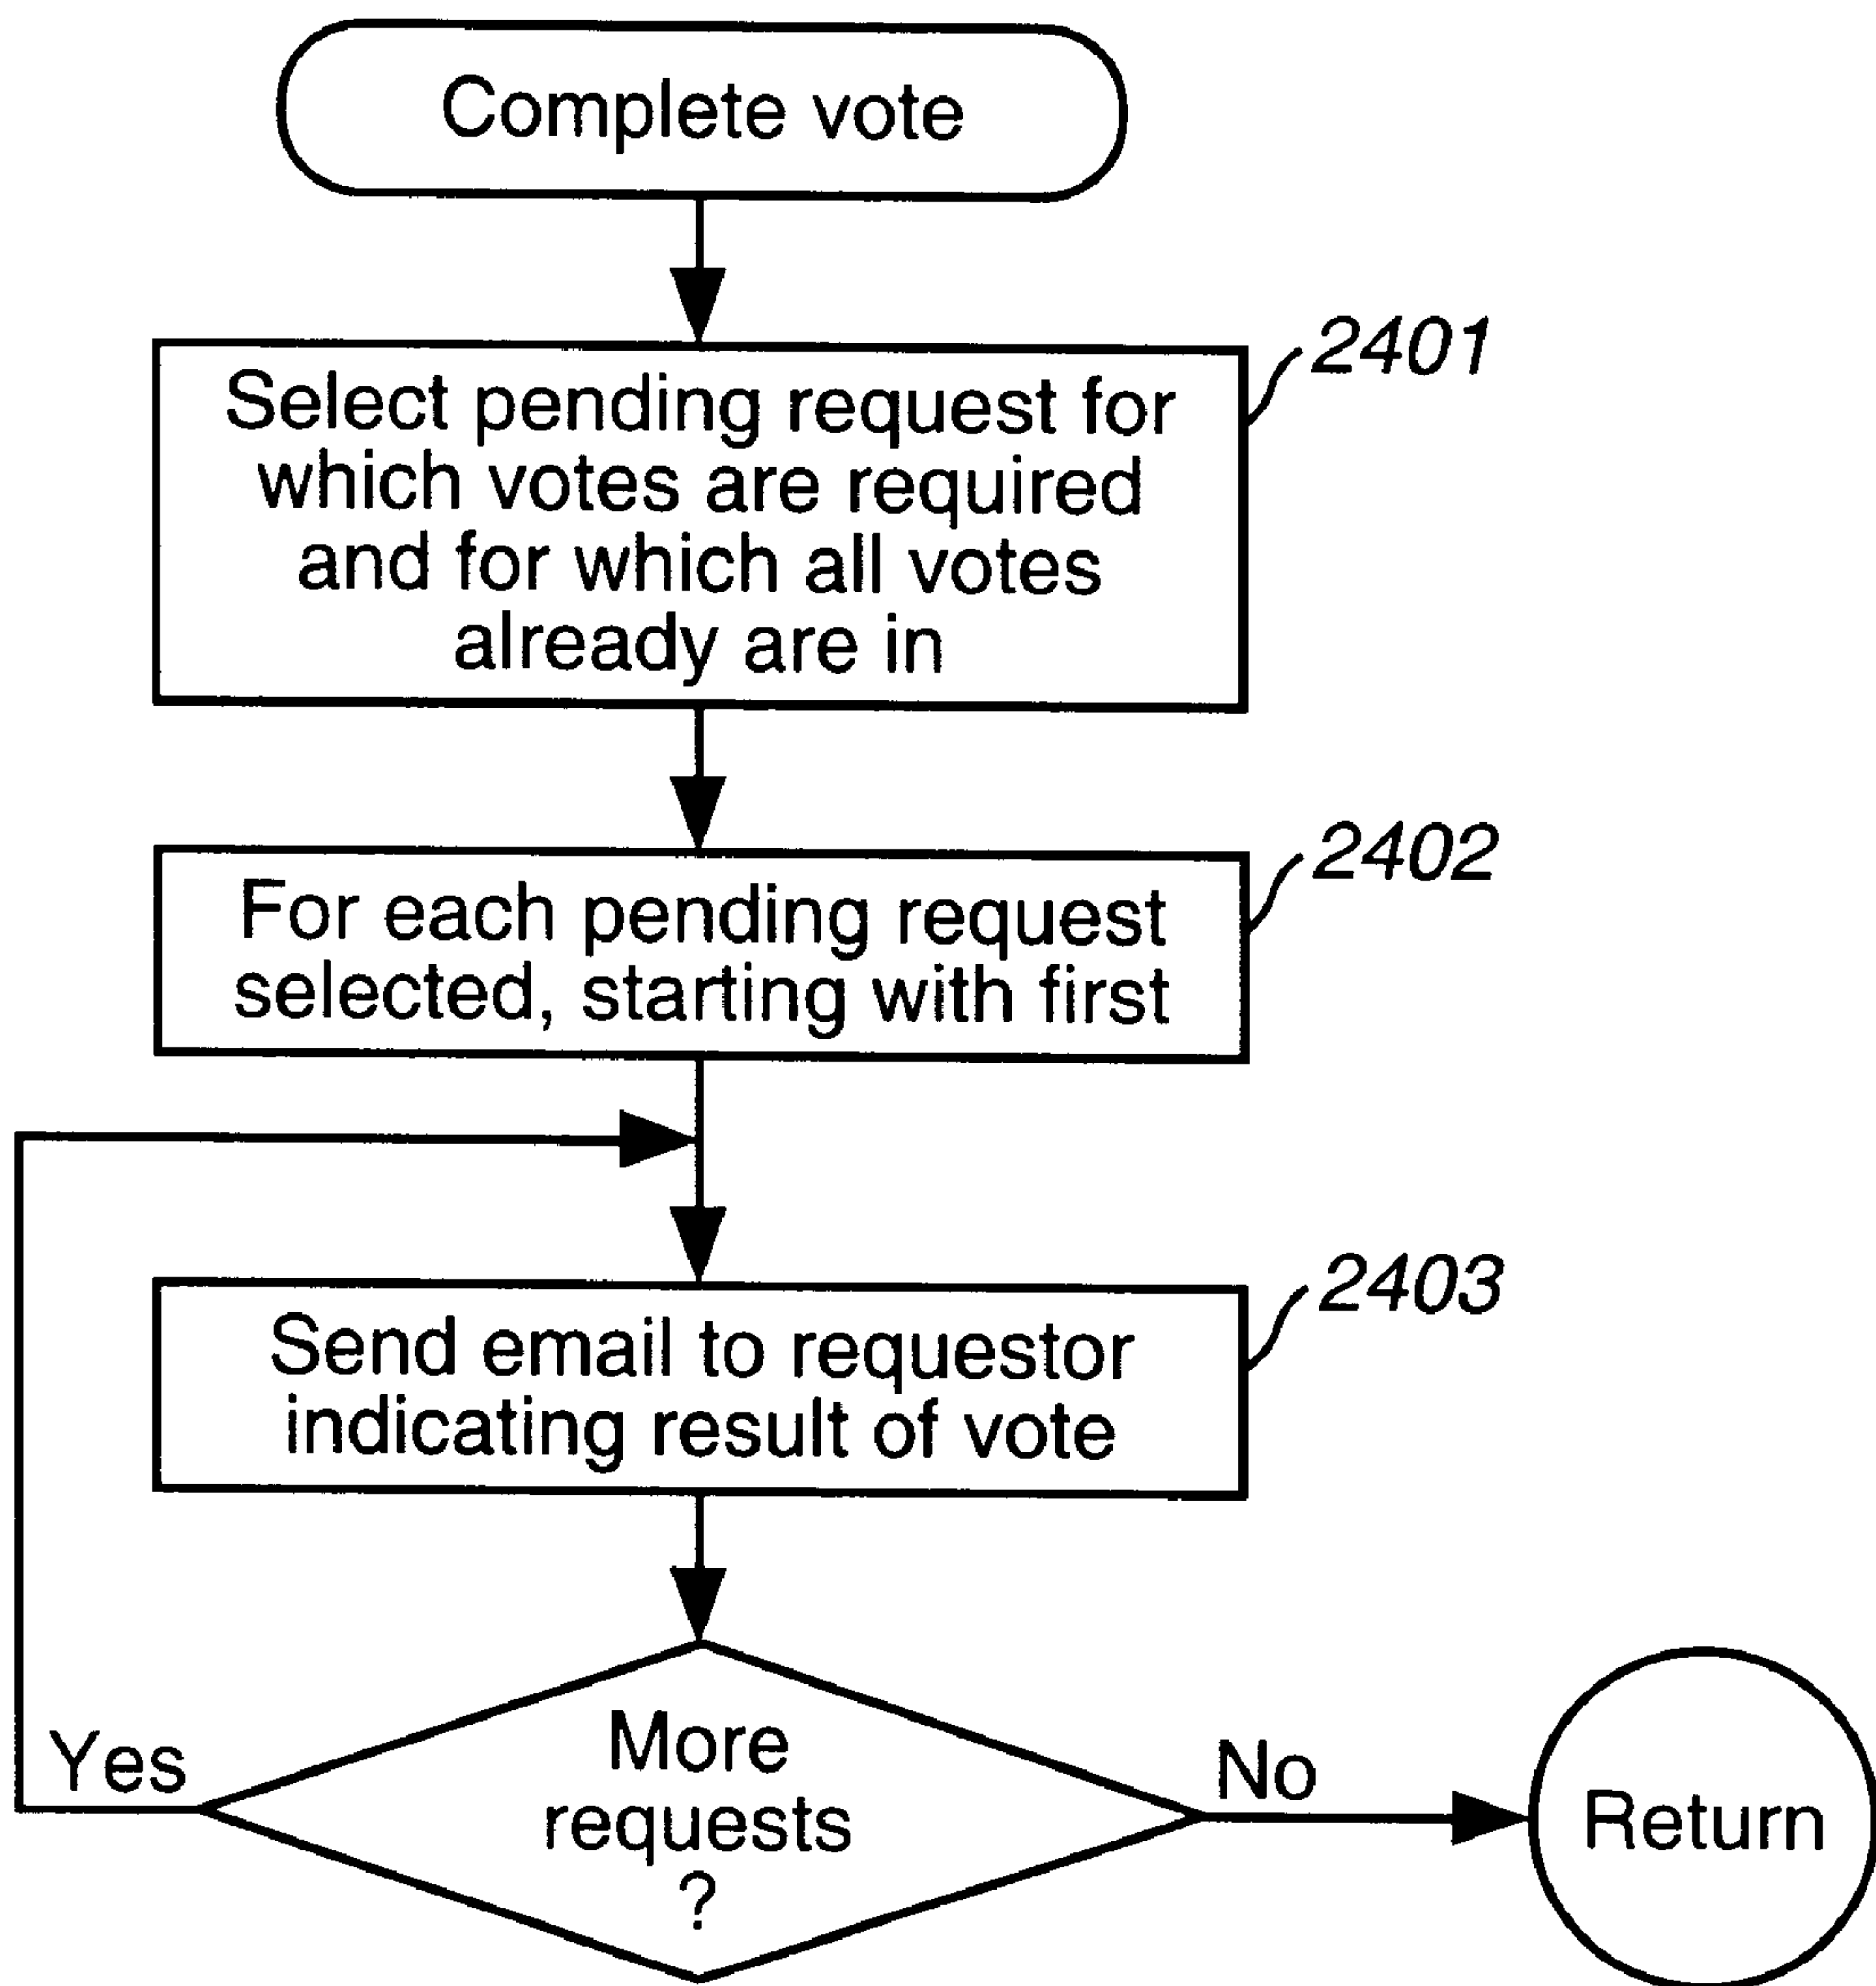 Complete vote
2401
Select pending request for
which votes are required
and for which all votes
already are in
2402
For each pending request
selected, starting with first
2403
Send email to requestor
indicating result of vote
More
requests
?
Yes
No
Return